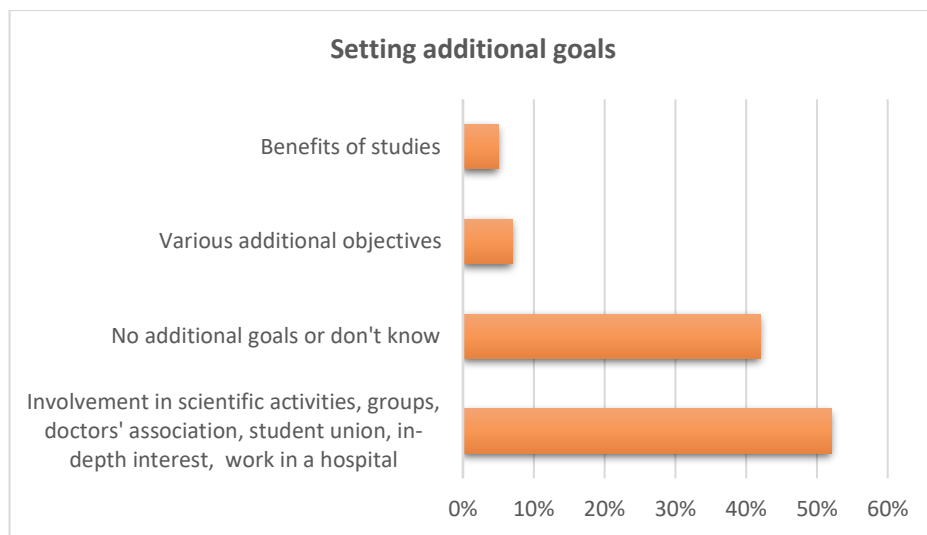 Setting additional goals
Benefits of studies
Various additional objectives
No additional goals or don't know
Involvement in scientific activities, groups,
doctors' association, student union, in-
depth interest, work in a hospital
0% 10% 20% 30% 40% 50% 60%